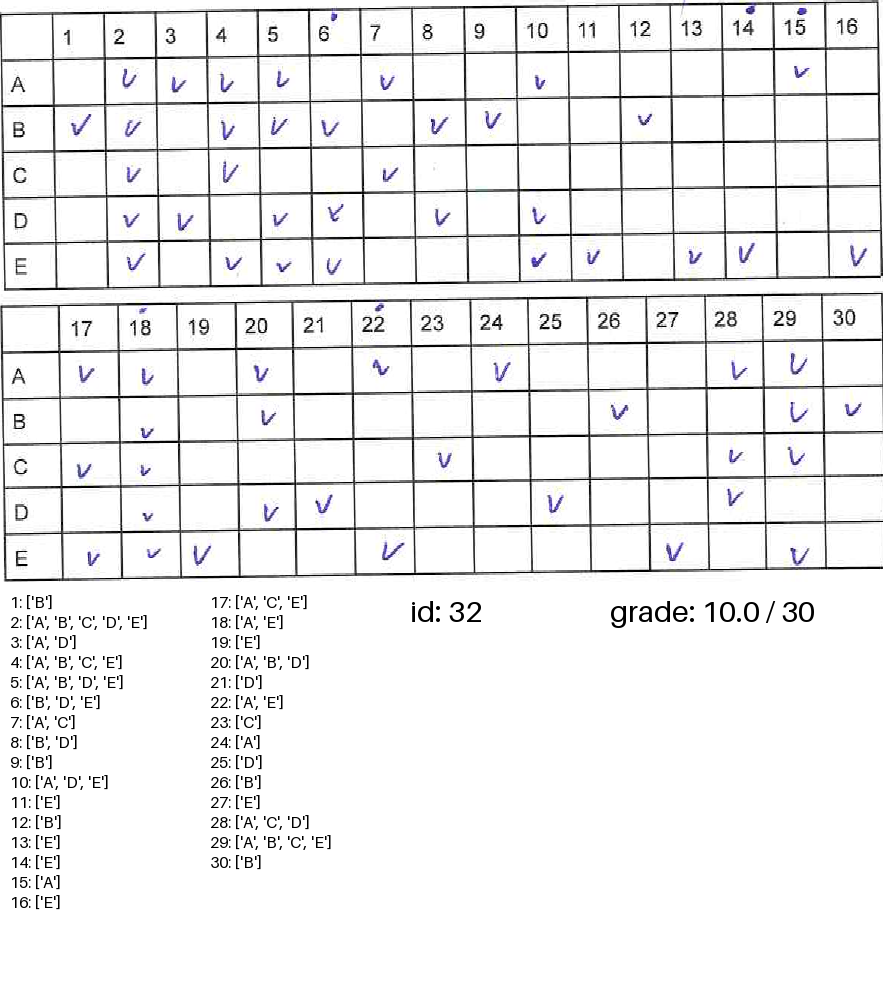 1 2 3 4 5 6 7 8 9 10 11 12 13 14 15 16
A V V V V V V V
B ✓ V V V V V V V
C V V V
D V V V V V V
E V V V V V V V V V
17 18 19 20 21 22 23 24 25 26 27 28 29 30
A V V V V V V V
B V V V V V
C V V V V V
D V V V V V
E V V V V V V
1: ['B']
2: ['A', 'B', 'C', 'D', 'E']
3: ['A', 'D']
4: ['A', 'B', 'C', 'E']
5: ['A', 'B', 'D', 'E']
6: ['B', 'D', 'E']
7: ['A', 'C']
8: ['B', 'D']
9: ['B']
10: ['A', 'D', 'E']
11: ['E']
12: ['B']
13: ['E']
14: ['E']
15: ['A']
16: ['E']
17: ['A', 'C', 'E']
18: ['A', 'E']
19: ['E']
20: ['A', 'B', 'D']
21: ['D']
22: ['A', 'E']
23: ['C']
24: ['A']
25: ['D']
26: ['B']
27: ['E']
28: ['A', 'C', 'D']
29: ['A', 'B', 'C', 'E']
30: ['B']
id: 32
grade: 10.0 / 30